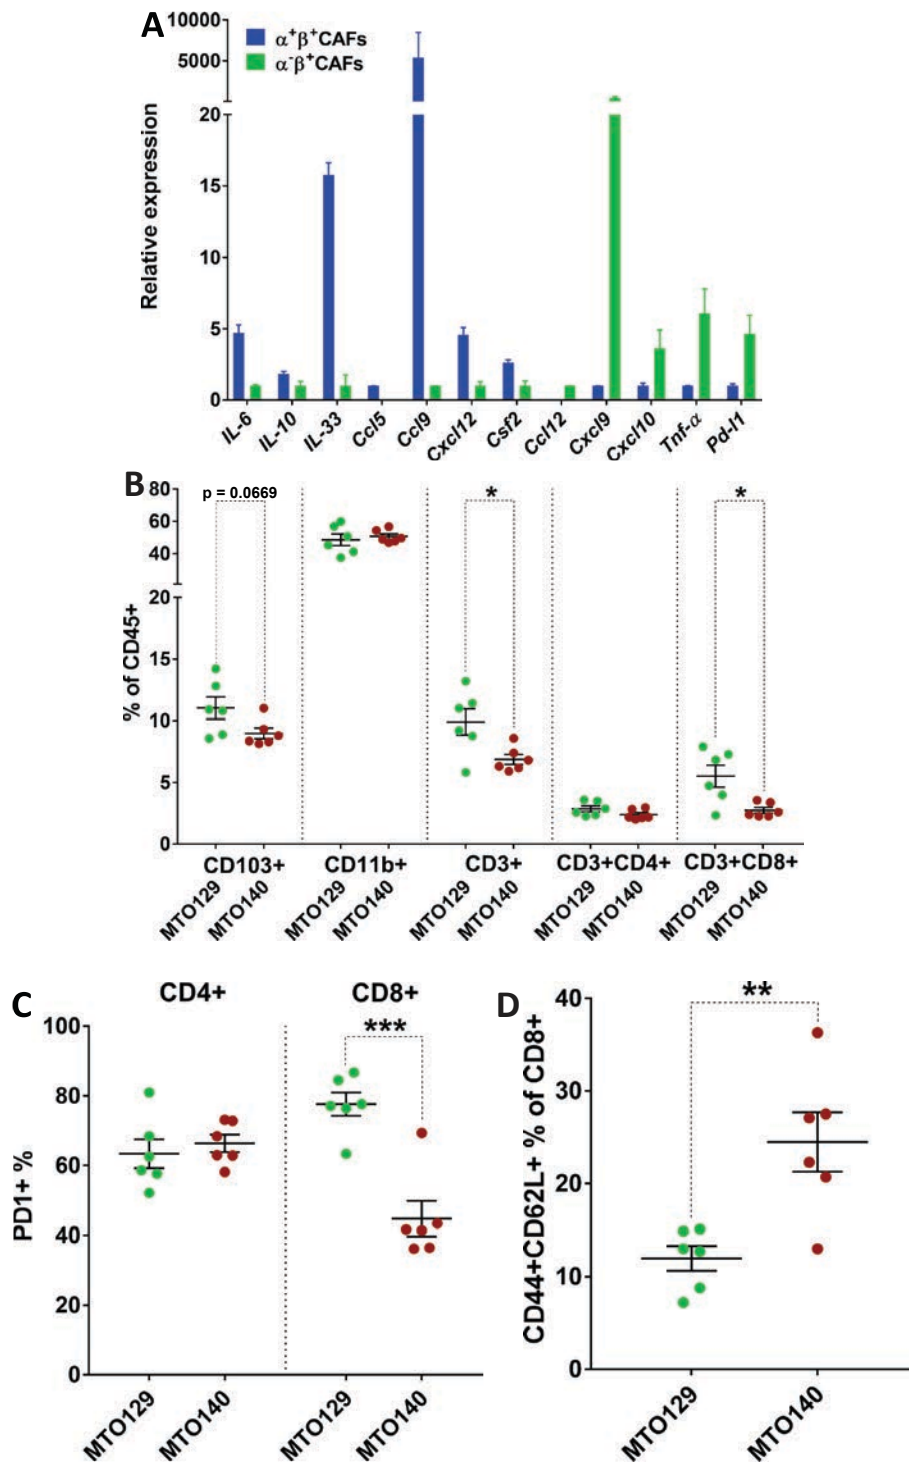 A
α⁺β⁺CAFs
α⁻β⁺CAFs
Relative expression
10000
5000
20
15
10
5
0
IL-6
IL-10
IL-33
Ccl5
Ccl9
Cxcl12
Csf2
Ccl12
Cxcl9
Cxcl10
Tnf-α
Pd-l1
B
% of CD45+
80
60
40
20
15
10
5
0
p = 0.0669
*
*
CD103+ CD11b+ CD3+ CD3+CD4+ CD3+CD8+
MTO129
MTO140
MTO129
MTO140
MTO129
MTO140
MTO129
MTO140
MTO129
MTO140
C
CD4+ CD8+
PD1+ %
100
80
60
40
20
0
***
MTO129
MTO140
MTO129
MTO140
D
CD44+CD62L+ % of CD8+
40
30
20
10
0
**
MTO129
MTO140